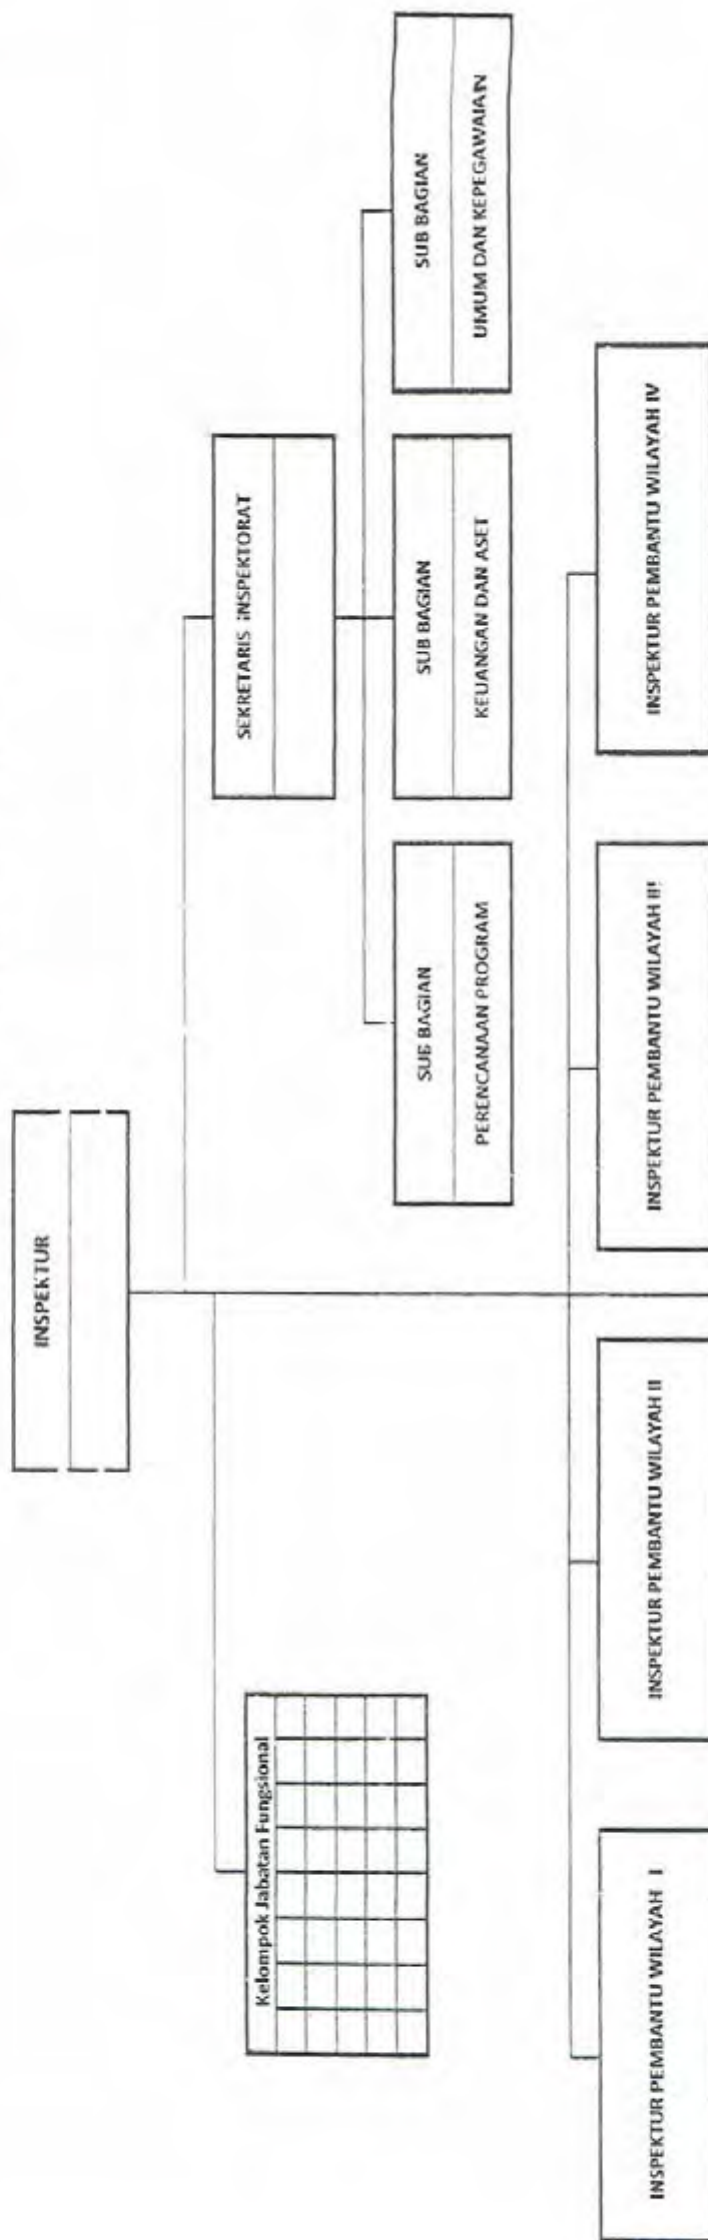 INSPEKTUR
SEKRETARIS INSPEKTORAT
Kelompok Jabatan Fungsional
SUB BAGIAN
PERENCANAAN PROGRAM
SUB BAGIAN
KEUANGAN DAN ASET
SUB BAGIAN
UMUM DAN KEPEGAWAIAN
INSPEKTUR PEMBANTU WILAYAH I
INSPEKTUR PEMBANTU WILAYAH II
INSPEKTUR PEMBANTU WILAYAH III
INSPEKTUR PEMBANTU WILAYAH IV